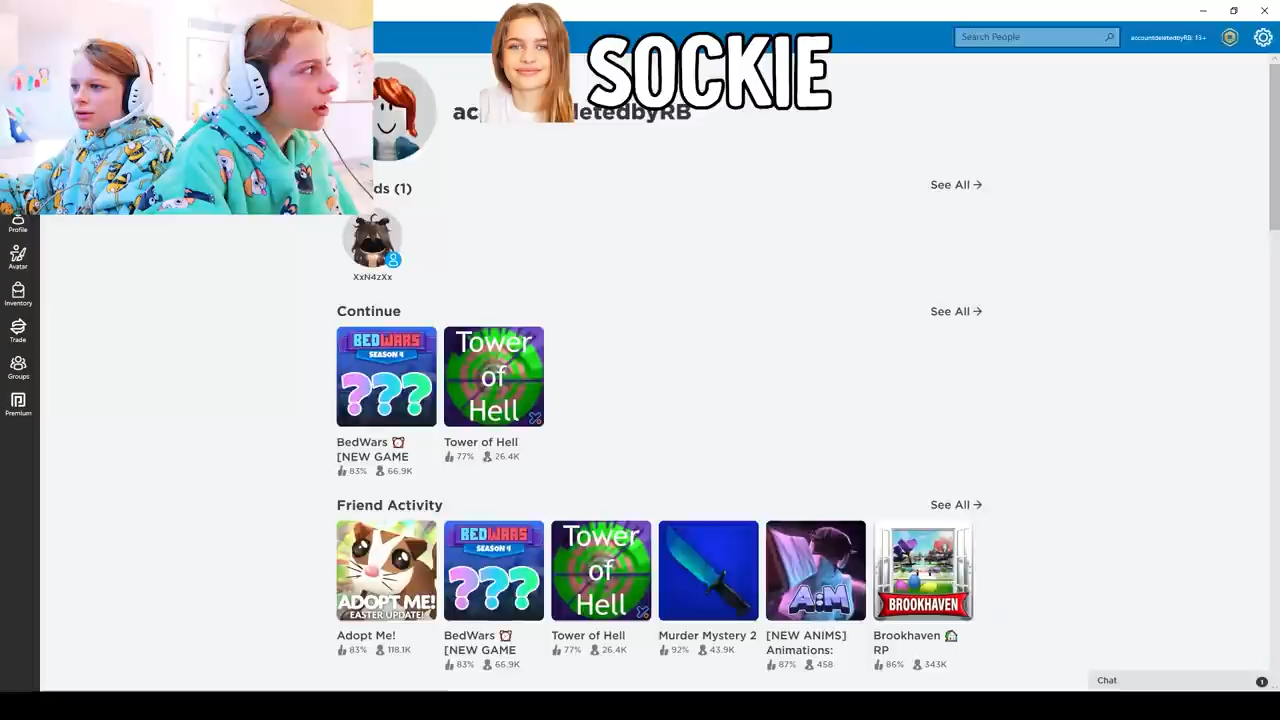 SOCKIE
Search People
accountdeletedbyRB: 13+
ac
letedbyRB
ds (1)
See All
XxN4zXx
Profile
Avatar
Inventory
Trade
Groups
Premium
Continue
See All
BEDWARS
SEASON 4
???
Tower
of
Hell
BedWars
[NEW GAME
83% 66.9K
Tower of Hell
77% 26.4K
Friend Activity
See All
ADOPT ME!
EASTER UPDATE!
BEDWARS
SEASON 4
???
Tower
of
Hell
A:M
BROOKHAVEN
Adopt Me!
83% 118.1K
BedWars
[NEW GAME
83% 66.9K
Tower of Hell
77% 26.4K
Murder Mystery 2
92% 43.9K
[NEW ANIMS]
Animations:
87% 458
Brookhaven
RP
86% 343K
Chat
1